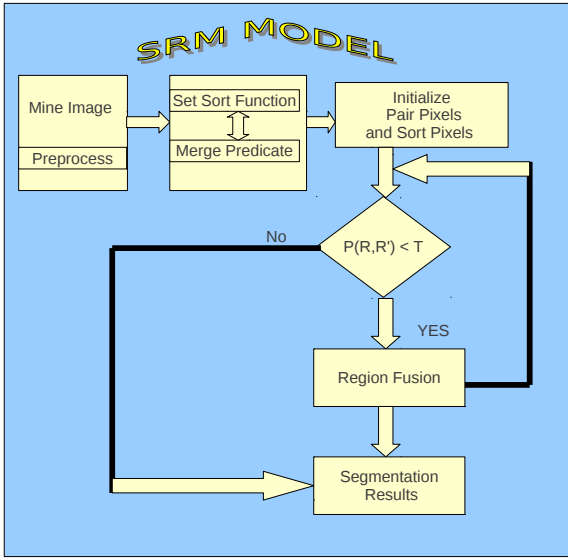 SRM MODEL
Mine Image
Preprocess
Set Sort Function
Merge Predicate
Initialize
Pair Pixels
and Sort Pixels
P(R,R') < T
No
YES
Region Fusion
Segmentation
Results